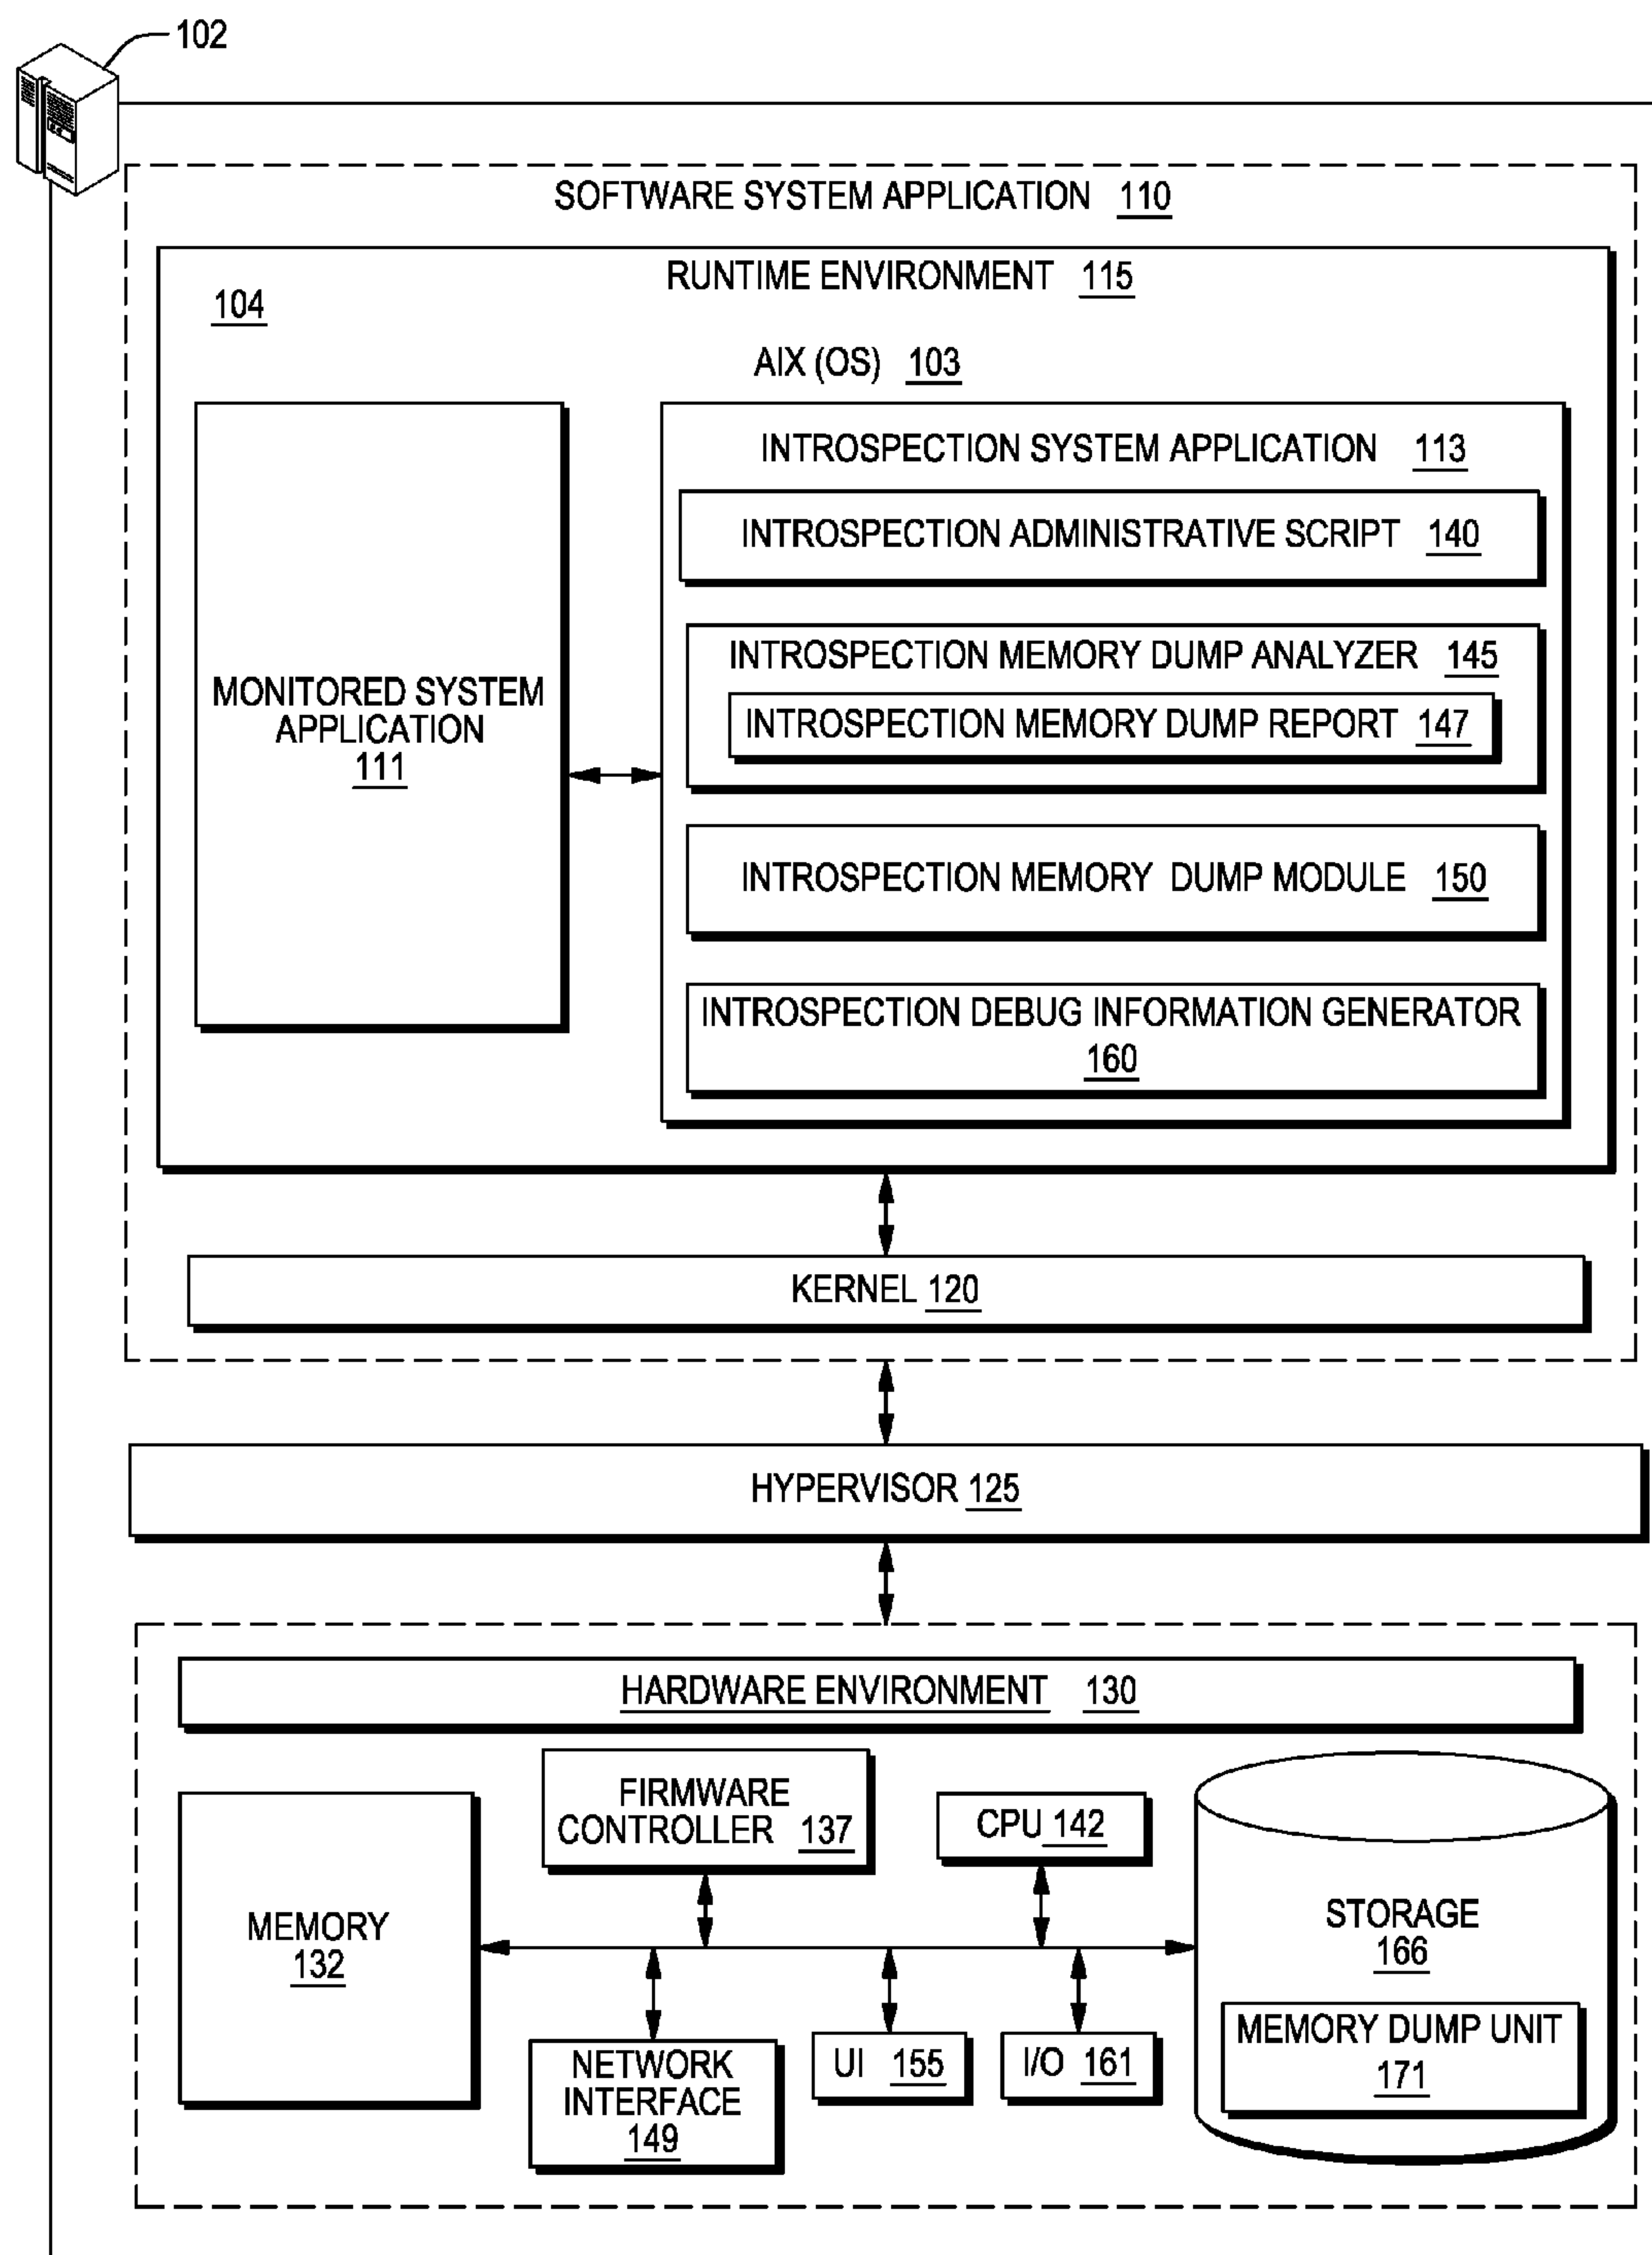 102
SOFTWARE SYSTEM APPLICATION 110
RUNTIME ENVIRONMENT 115
104
AIX (OS) 103
MONITORED SYSTEM
APPLICATION
111
INTROSPECTION SYSTEM APPLICATION 113
INTROSPECTION ADMINISTRATIVE SCRIPT 140
INTROSPECTION MEMORY DUMP ANALYZER 145
INTROSPECTION MEMORY DUMP REPORT 147
INTROSPECTION MEMORY DUMP MODULE 150
INTROSPECTION DEBUG INFORMATION GENERATOR
160
KERNEL 120
HYPERVISOR 125
HARDWARE ENVIRONMENT 130
MEMORY
132
FIRMWARE
CONTROLLER 137
CPU 142
NETWORK
INTERFACE
149
UI 155
I/O 161
STORAGE
166
MEMORY DUMP UNIT
171